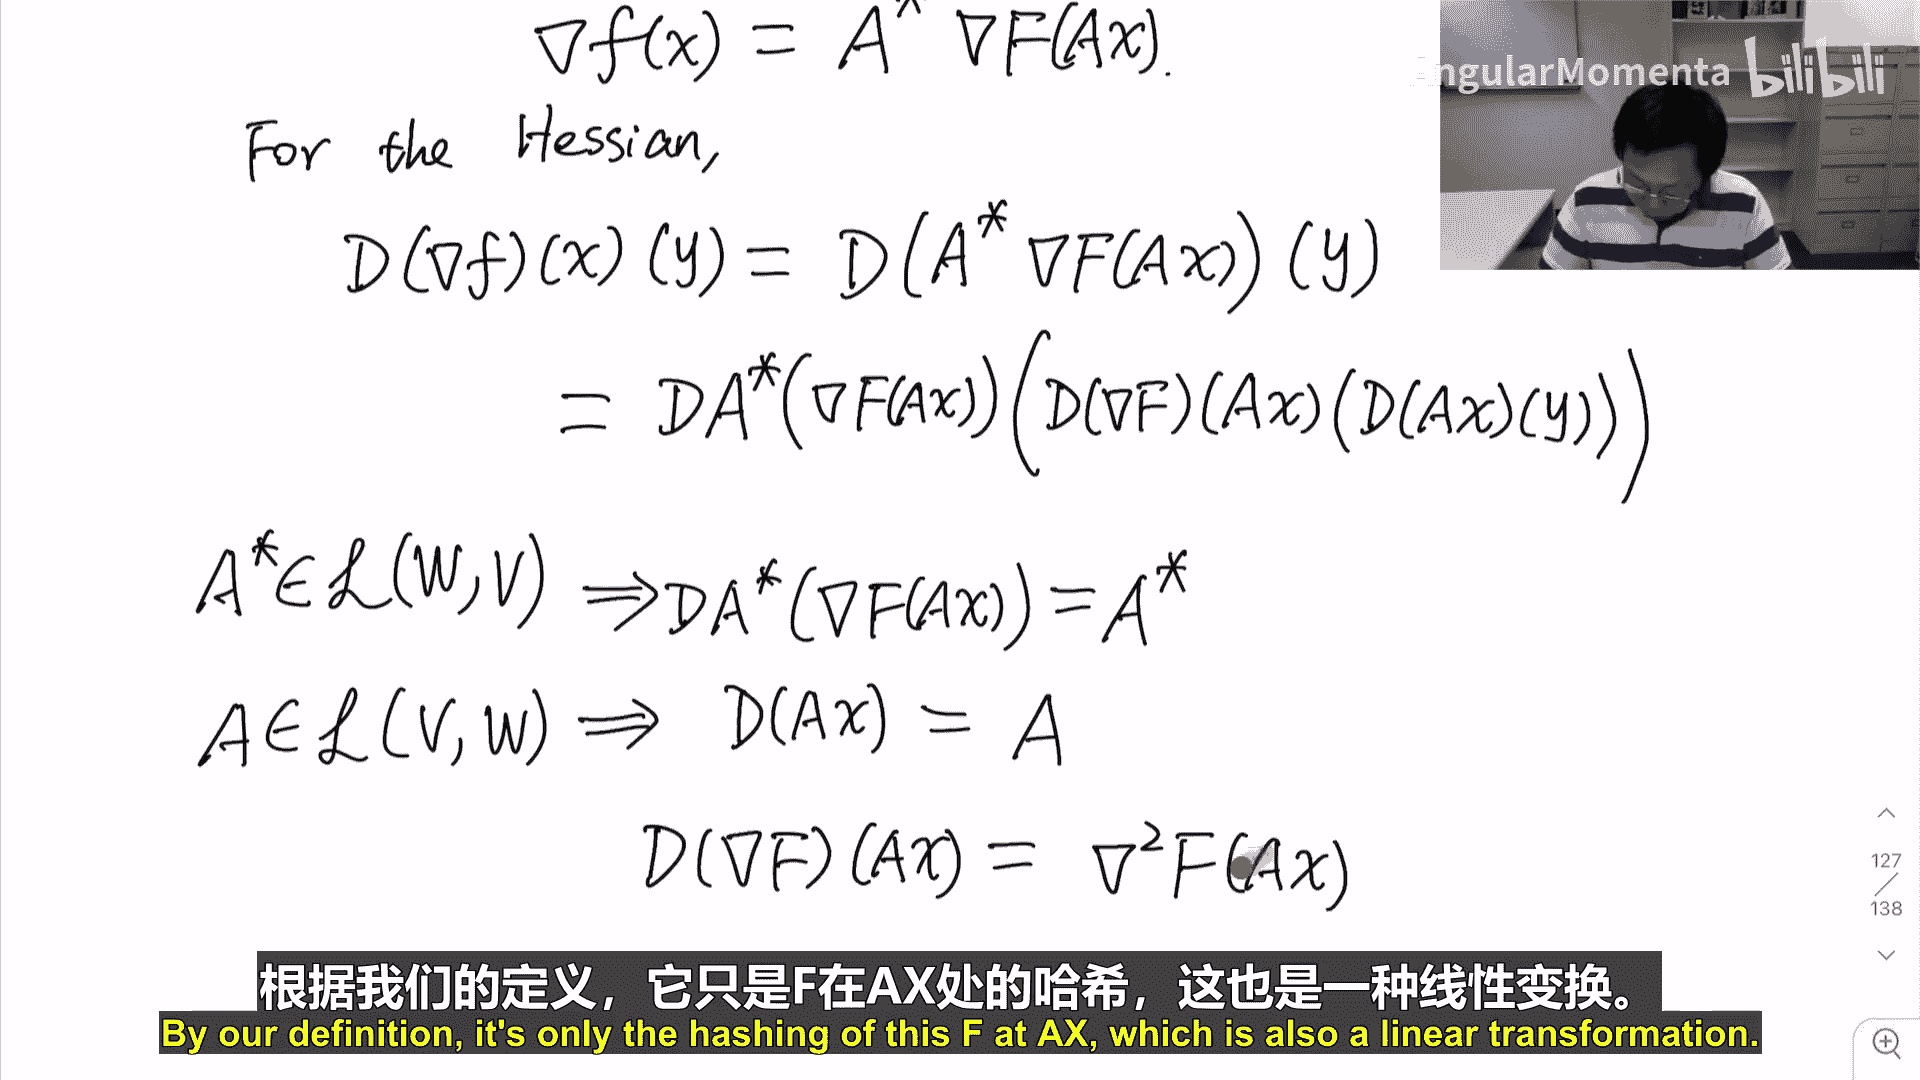 ∇f(x) = A* ∇F(Ax).
ngularMomenta bilibili
For the Hessian,
D(∇f)(x)(y) = D(A* ∇F(Ax))(y)
= DA*(∇F(Ax))(D(∇F)(Ax)(D(Ax)(y)))
A* ∈ ℒ(W,V) ⇒ DA*(∇F(Ax)) = A*
A ∈ ℒ(V,W) ⇒ D(Ax) = A
D(∇F)(Ax) = ∇²F(Ax)
127
138
根据我们的定义，它只是F在AX处的哈希，这也是一种线性变换。
By our definition, it's only the hashing of this F at AX, which is also a linear transformation.